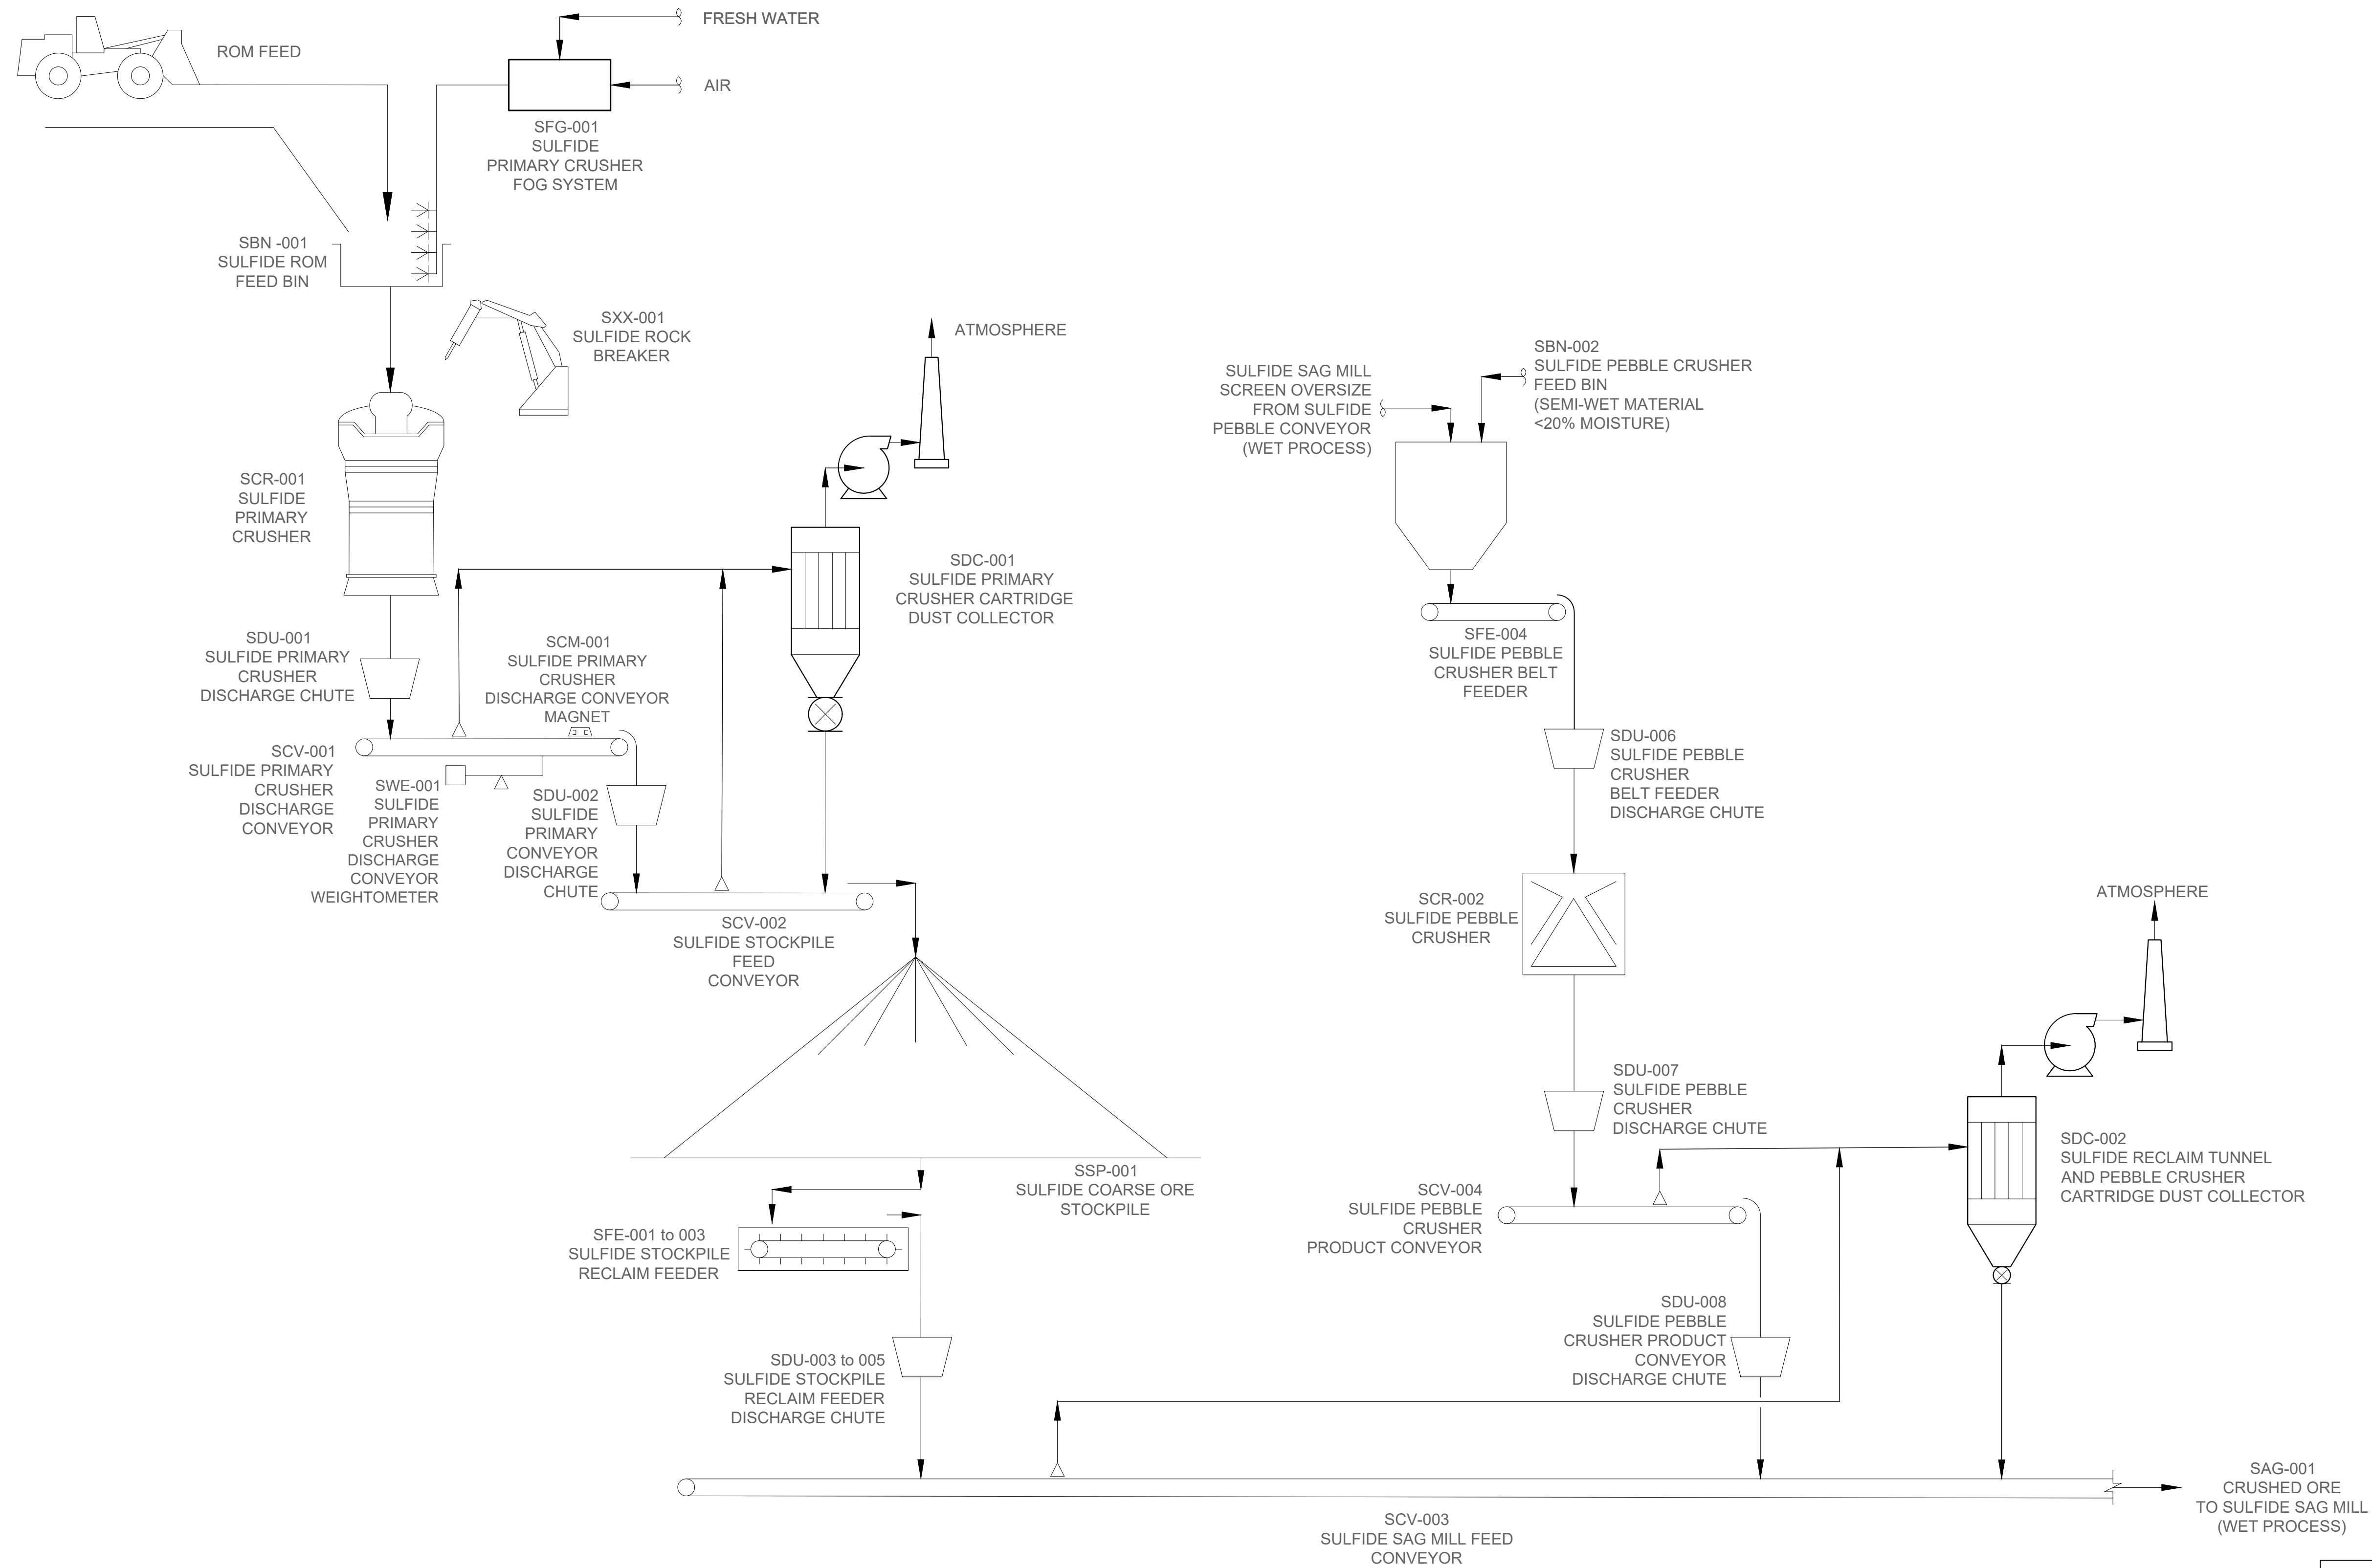 ROM FEED
FRESH WATER
AIR
SFG-001
SULFIDE
PRIMARY CRUSHER
FOG SYSTEM
SBN -001
SULFIDE ROM
FEED BIN
SXX-001
SULFIDE ROCK
BREAKER
ATMOSPHERE
SCR-001
SULFIDE
PRIMARY
CRUSHER
SDC-001
SULFIDE PRIMARY
CRUSHER CARTRIDGE
DUST COLLECTOR
SDU-001
SULFIDE PRIMARY
CRUSHER
DISCHARGE CHUTE
SCM-001
SULFIDE PRIMARY
CRUSHER
DISCHARGE CONVEYOR
MAGNET
SCV-001
SULFIDE PRIMARY
CRUSHER
DISCHARGE
CONVEYOR
SWE-001
SULFIDE
PRIMARY
CRUSHER
DISCHARGE
CONVEYOR
WEIGHTOMETER
SDU-002
SULFIDE
PRIMARY
CONVEYOR
DISCHARGE
CHUTE
SCV-002
SULFIDE STOCKPILE
FEED
CONVEYOR
SSP-001
SULFIDE COARSE ORE
STOCKPILE
SFE-001 to 003
SULFIDE STOCKPILE
RECLAIM FEEDER
SDU-003 to 005
SULFIDE STOCKPILE
RECLAIM FEEDER
DISCHARGE CHUTE
SULFIDE SAG MILL
SCREEN OVERSIZE
FROM SULFIDE
PEBBLE CONVEYOR
(WET PROCESS)
SBN-002
SULFIDE PEBBLE CRUSHER
FEED BIN
(SEMI-WET MATERIAL
<20% MOISTURE)
SFE-004
SULFIDE PEBBLE
CRUSHER BELT
FEEDER
SDU-006
SULFIDE PEBBLE
CRUSHER
BELT FEEDER
DISCHARGE CHUTE
SCR-002
SULFIDE PEBBLE
CRUSHER
ATMOSPHERE
SDU-007
SULFIDE PEBBLE
CRUSHER
DISCHARGE CHUTE
SDC-002
SULFIDE RECLAIM TUNNEL
AND PEBBLE CRUSHER
CARTRIDGE DUST COLLECTOR
SCV-004
SULFIDE PEBBLE
CRUSHER
PRODUCT CONVEYOR
SDU-008
SULFIDE PEBBLE
CRUSHER PRODUCT
CONVEYOR
DISCHARGE CHUTE
SCV-003
SULFIDE SAG MILL FEED
CONVEYOR
SAG-001
CRUSHED ORE
TO SULFIDE SAG MILL
(WET PROCESS)